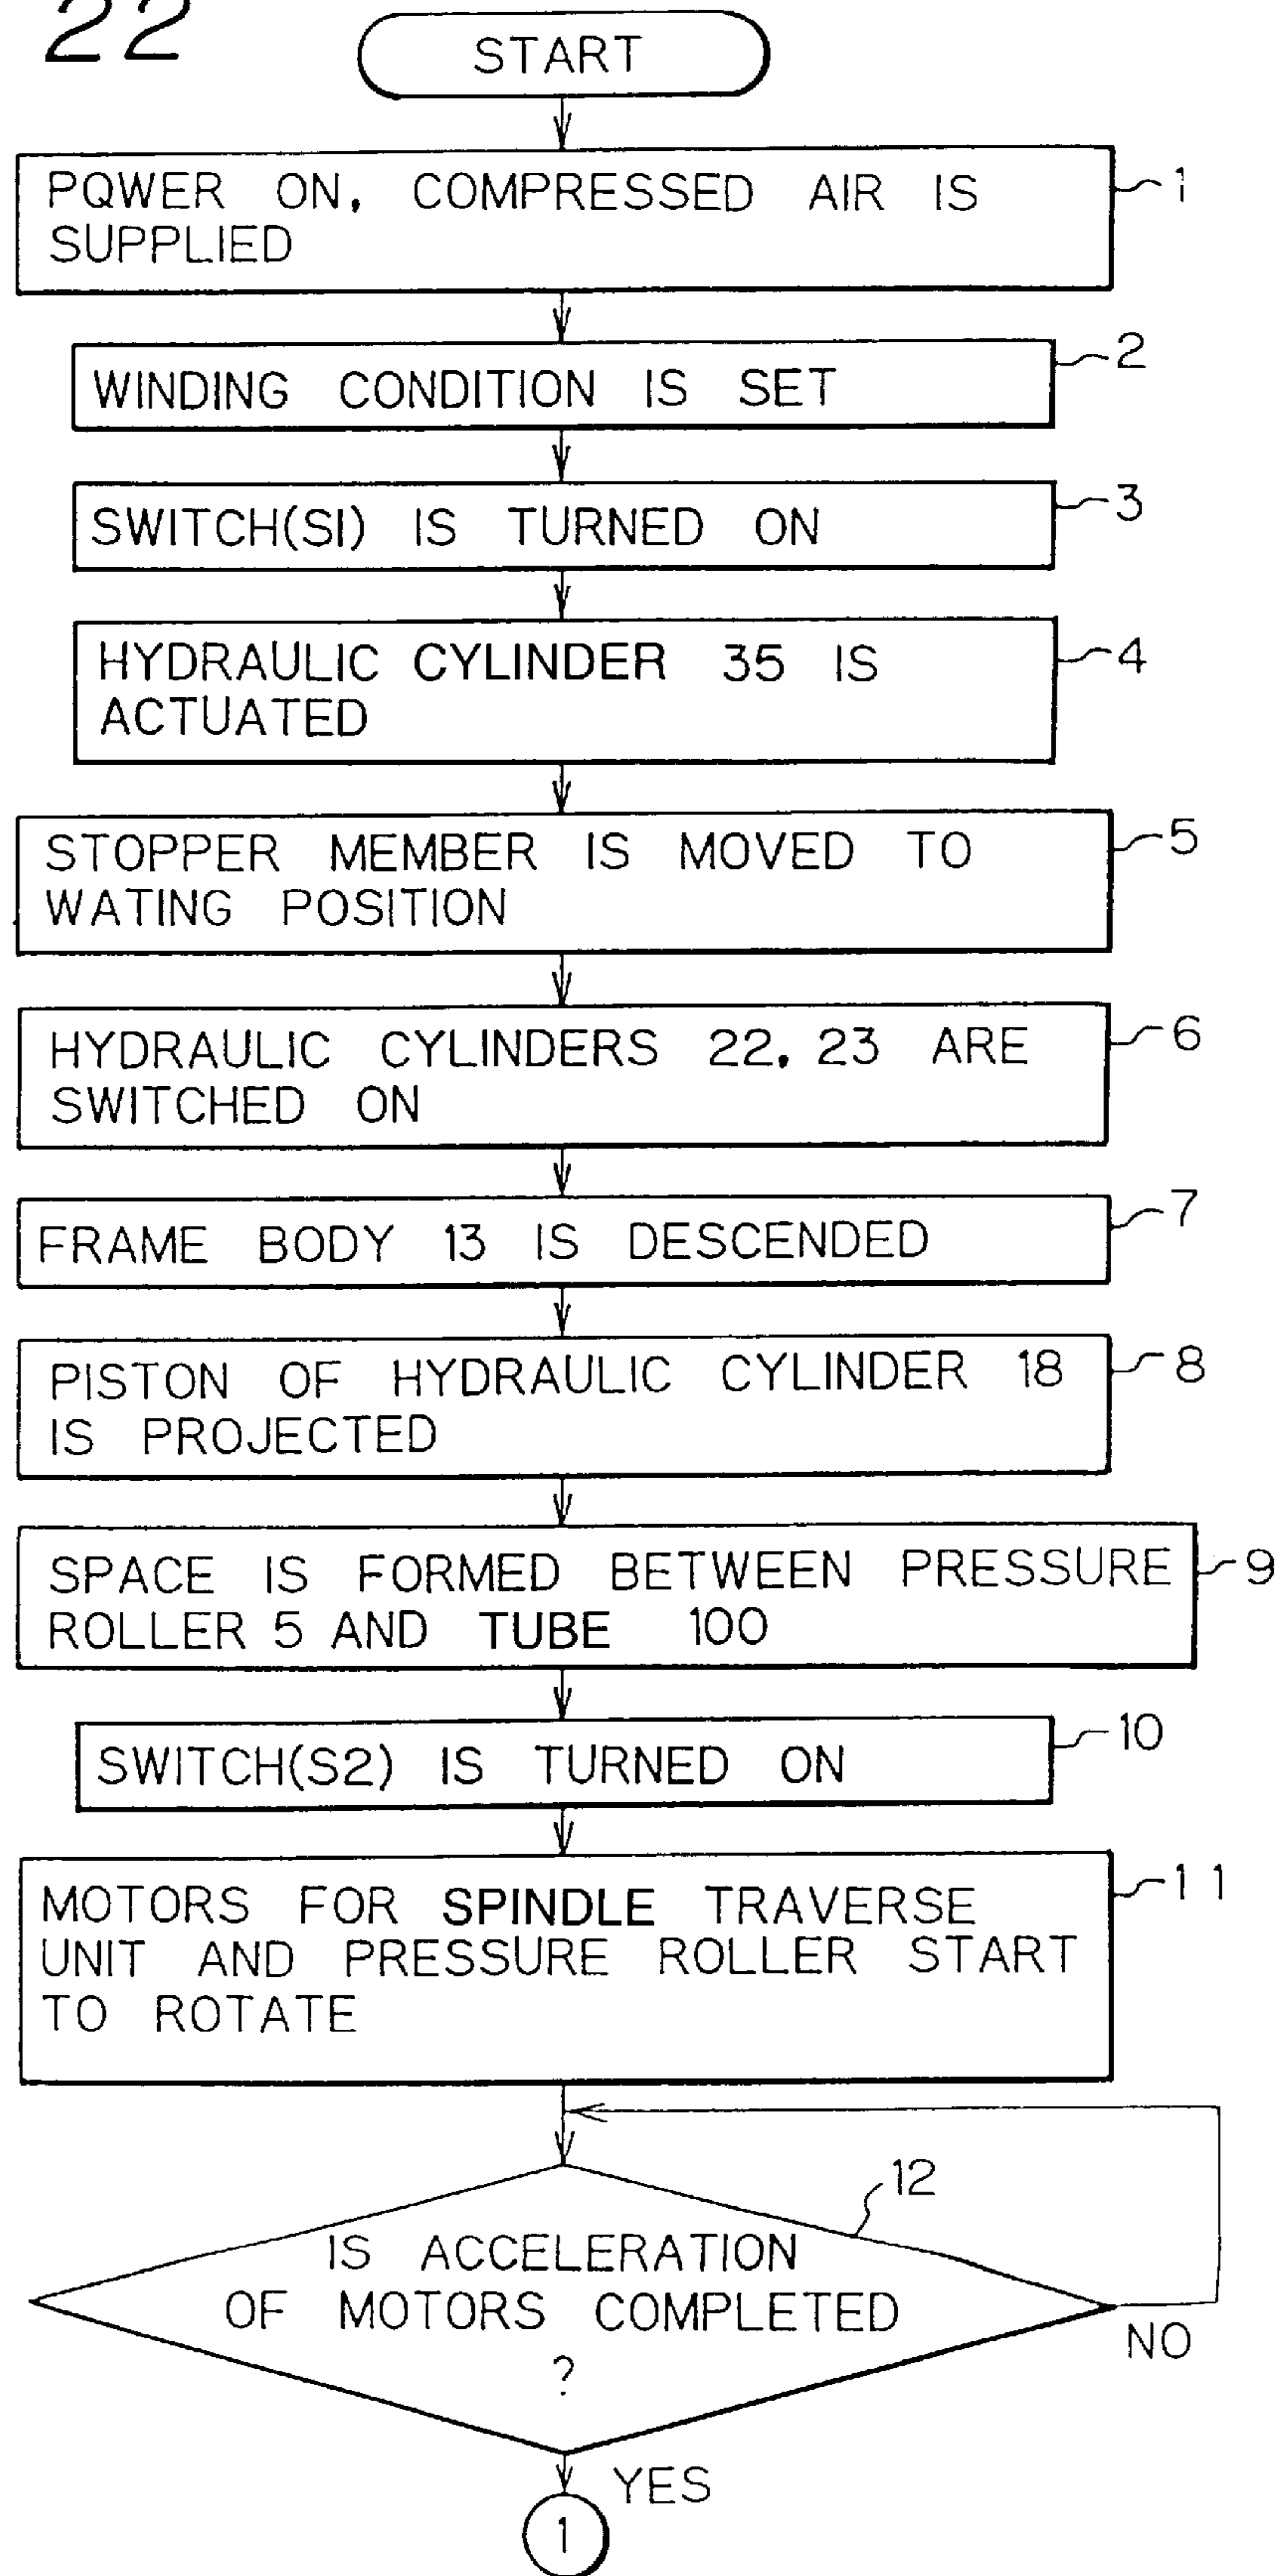 22
START
PQWER ON, COMPRESSED AIR IS
SUPPLIED
1
WINDING CONDITION IS SET
2
SWITCH(S1) IS TURNED ON
3
HYDRAULIC CYLINDER 35 IS
ACTUATED
4
STOPPER MEMBER IS MOVED TO
WATING POSITION
5
HYDRAULIC CYLINDERS 22, 23 ARE
SWITCHED ON
6
FRAME BODY 13 IS DESCENDED
7
PISTON OF HYDRAULIC CYLINDER 18
IS PROJECTED
8
SPACE IS FORMED BETWEEN PRESSURE
ROLLER 5 AND TUBE 100
9
SWITCH(S2) IS TURNED ON
10
MOTORS FOR SPINDLE TRAVERSE
UNIT AND PRESSURE ROLLER START
TO ROTATE
11
12
IS ACCELERATION
OF MOTORS COMPLETED
?
NO
YES
1